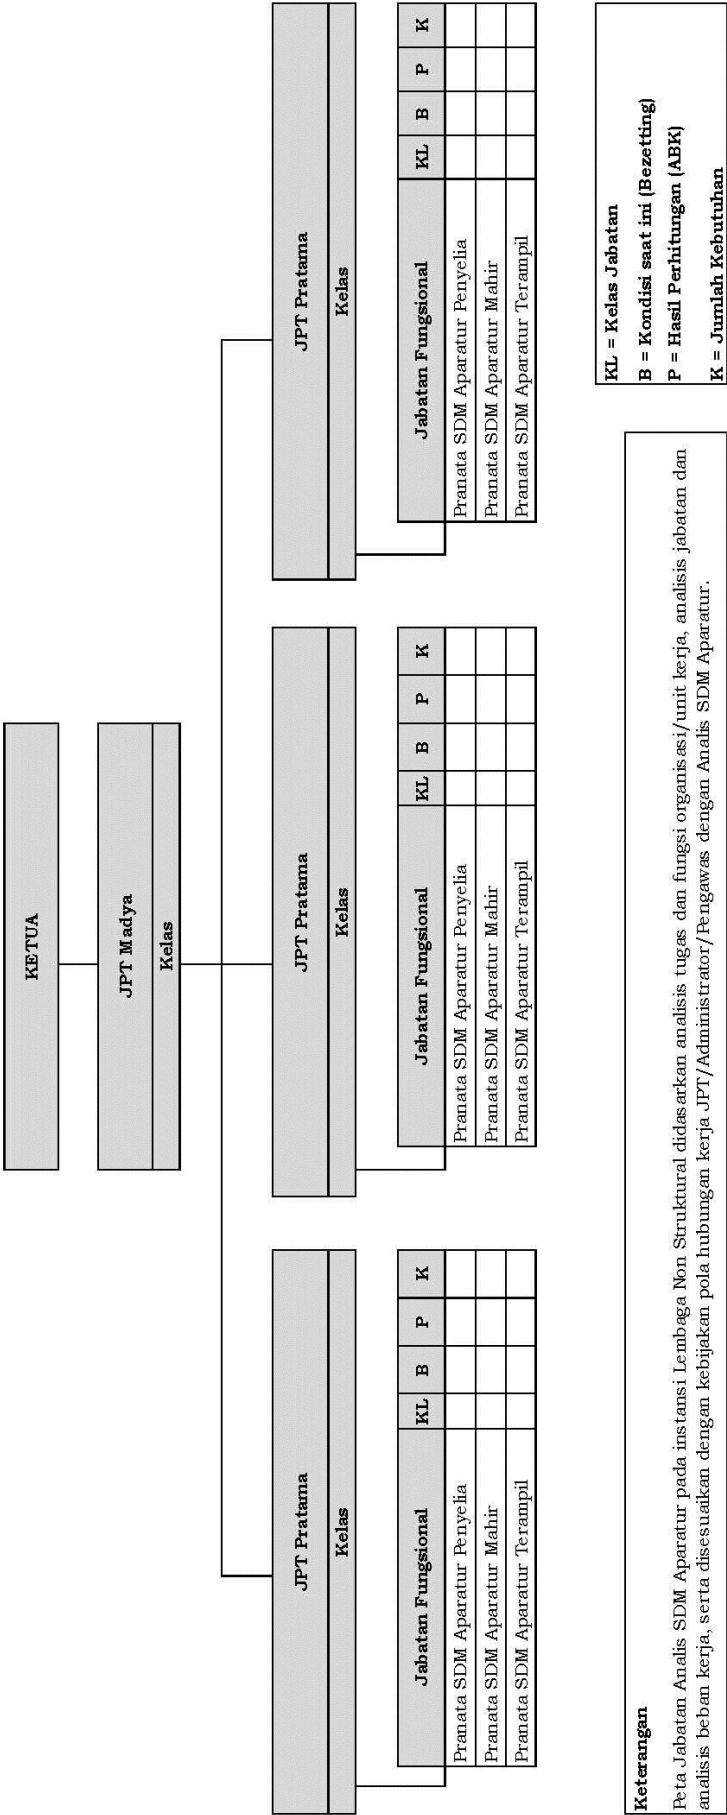 KETUA
JPT Madya
Kelas
JPT Pratama
Kelas
Jabatan Fungsional KL B P K
Pranata SDM Aparatur Penyelia
Pranata SDM Aparatur Mahir
Pranata SDM Aparatur Terampil
JPT Pratama
Kelas
Jabatan Fungsional KL B P K
Pranata SDM Aparatur Penyelia
Pranata SDM Aparatur Mahir
Pranata SDM Aparatur Terampil
JPT Pratama
Kelas
Jabatan Fungsional KL B P K
Pranata SDM Aparatur Penyelia
Pranata SDM Aparatur Mahir
Pranata SDM Aparatur Terampil
Keterangan
Peta Jabatan Analis SDM Aparatur pada instansi Lembaga Non Struktural didasarkan analisis tugas dan fungsi organisasi/unit kerja, analisis jabatan dan
analisis beban kerja, serta disesuaikan dengan kebijakan pola hubungan kerja JPT/Administrator/Pengawas dengan Analis SDM Aparatur.
KL = Kelas Jabatan
B = Kondisi saat ini (Bezetting)
P = Hasil Perhitungan (ABK)
K = Jumlah Kebutuhan